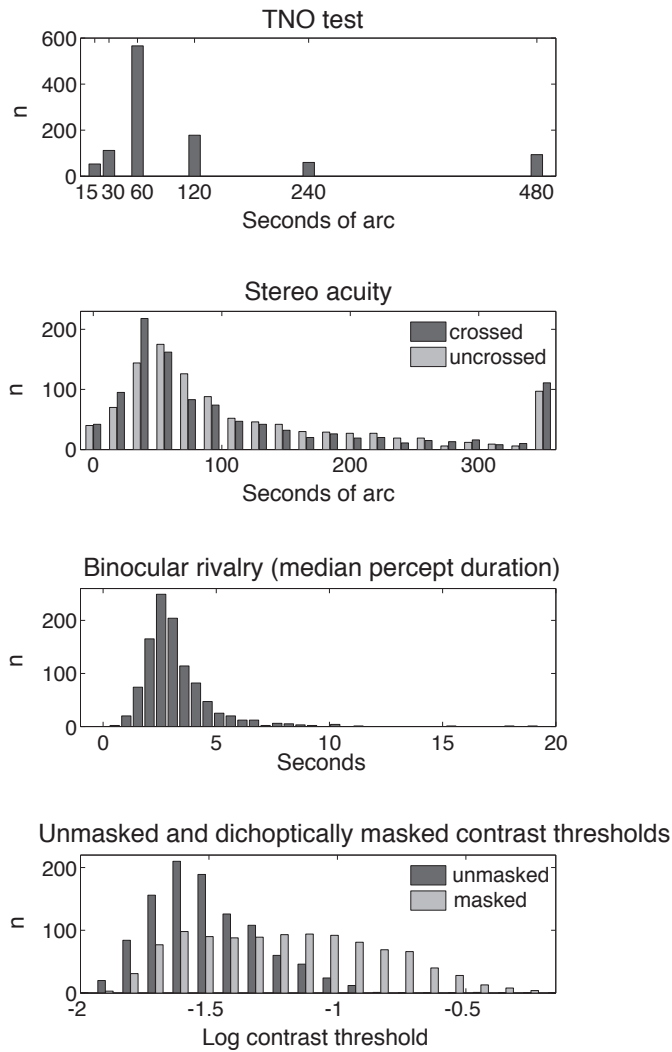 TNO test
600
400
200
0
n
15 30 60 120 240 480
Seconds of arc
Stereo acuity
crossed
uncrossed
200
100
0
n
0 100 200 300
Seconds of arc
Binocular rivalry (median percept duration)
200
100
0
n
0 5 10 15 20
Seconds
Unmasked and dichoptically masked contrast thresholds
unmasked
masked
200
100
0
n
-2 -1.5 -1 -0.5
Log contrast threshold